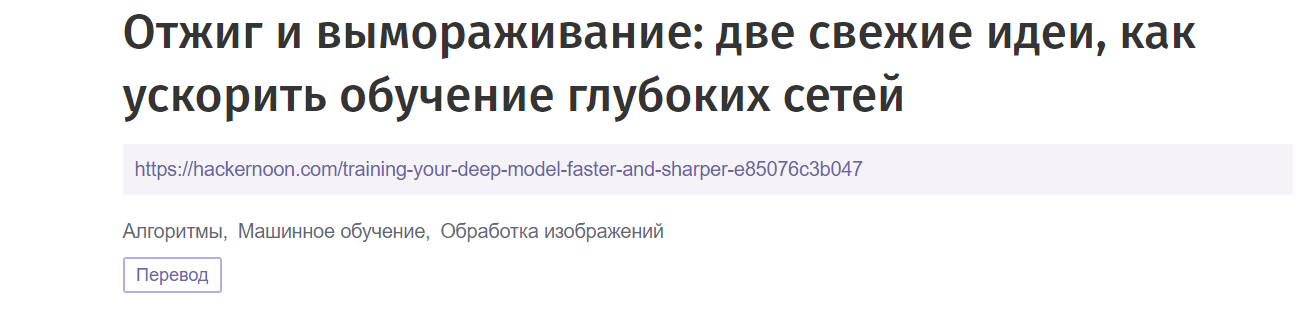 Отжиг и вымораживание: две свежие идеи, как
ускорить обучение глубоких сетей
https://hackernoon.com/training-your-deep-model-faster-and-sharper-e85076c3b047
Алгоритмы, Машинное обучение, Обработка изображений
Перевод